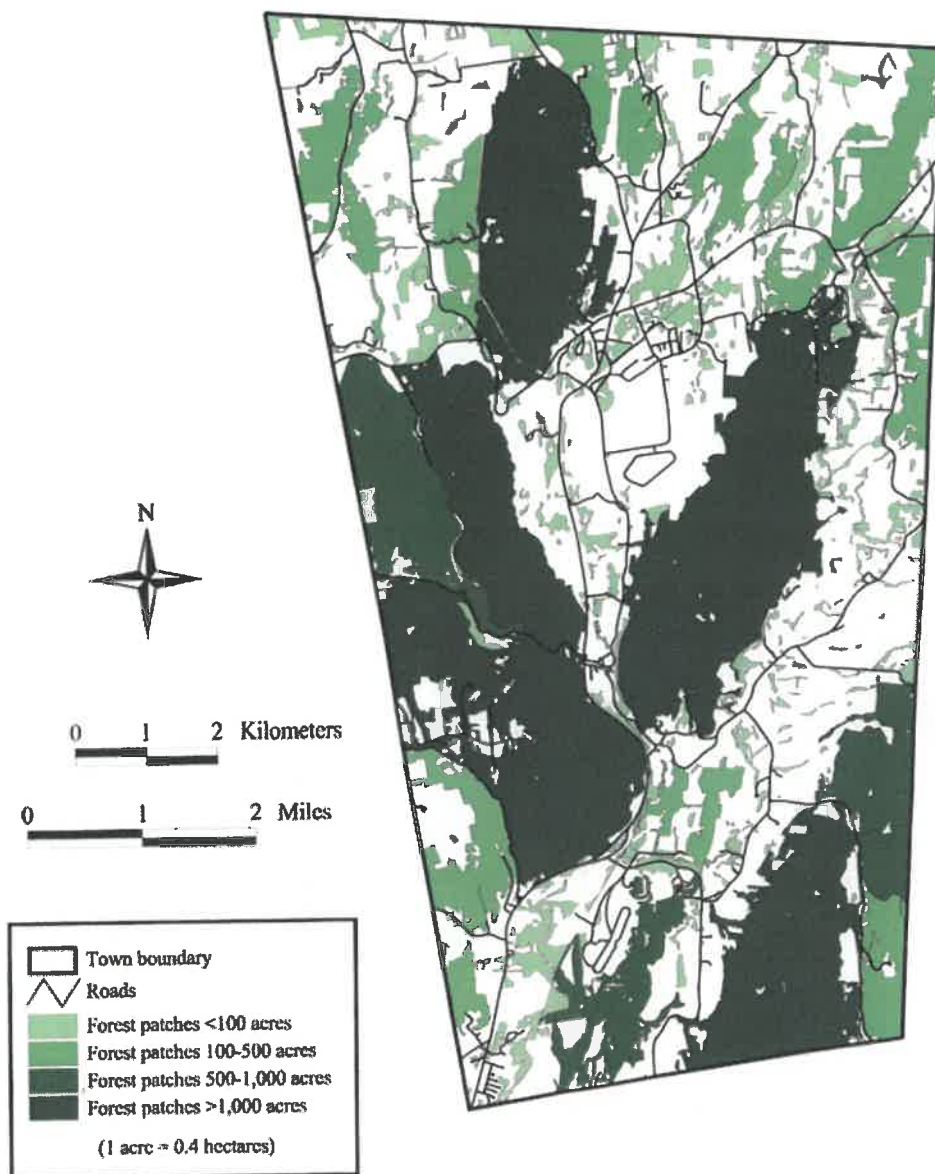 N
0 1 2 Kilometers
0 1 2 Miles
Town boundary
Roads
Forest patches <100 acres
Forest patches 100-500 acres
Forest patches 500-1,000 acres
Forest patches >1,000 acres
(1 acre = 0.4 hectares)